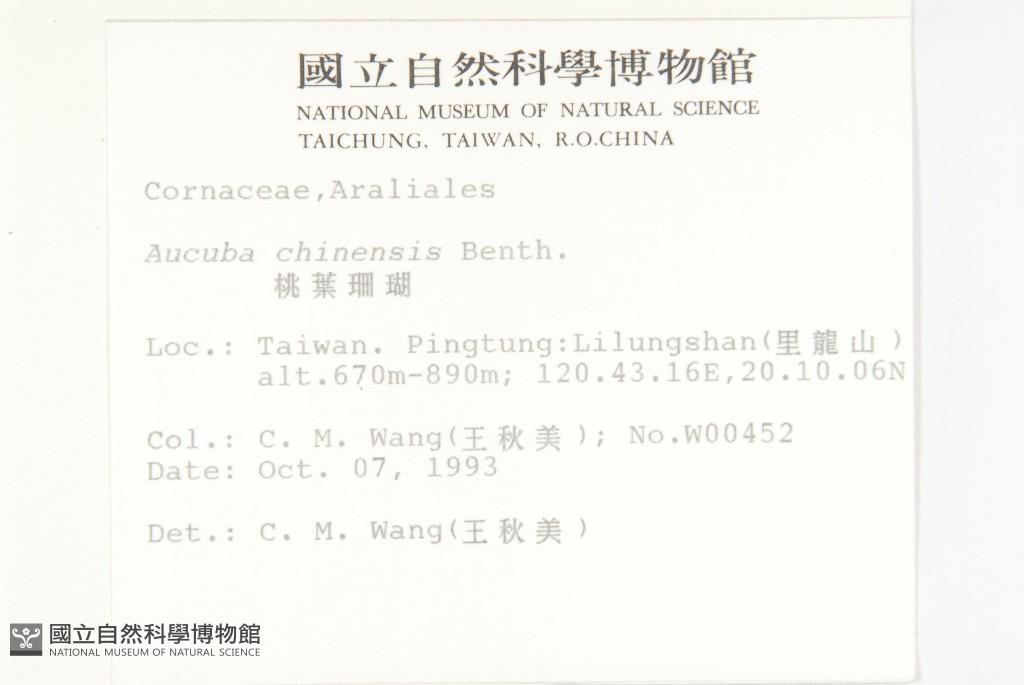 國立自然科學博物館
NATIONAL MUSEUM OF NATURAL SCIENCE
TAICHUNG, TAIWAN, R.O.CHINA
Cornaceae,Araliales
Aucuba chinensis Benth.
桃葉珊瑚
Loc.: Taiwan. Pingtung:Lilungshan(里龍山)
alt.670m-890m; 120.43.16E,20.10.06N
Col.: C. M. Wang(王秋美); No.W00452
Date: Oct. 07, 1993
Det.: C. M. Wang(王秋美)
國立自然科學博物館
NATIONAL MUSEUM OF NATURAL SCIENCE